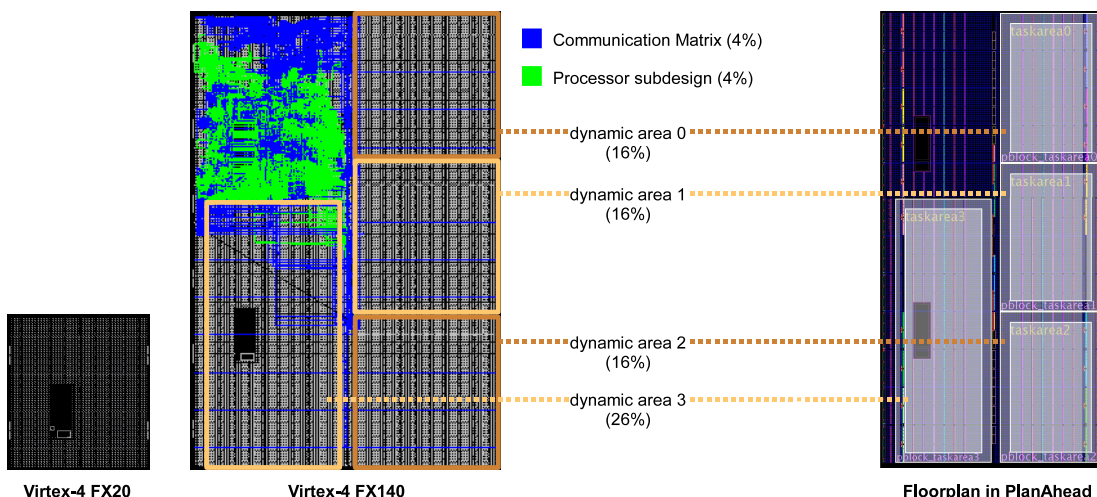 Communication Matrix (4%)
Processor subdesign (4%)
dynamic area 0
(16%)
dynamic area 1
(16%)
dynamic area 2
(16%)
dynamic area 3
(26%)
taskarea0
pblock_taskarea0
taskarea1
pblock_taskarea1
taskarea3
taskarea2
pblock_taskarea3
pblock_taskarea2
Virtex-4 FX20
Virtex-4 FX140
Floorplan in PlanAhead